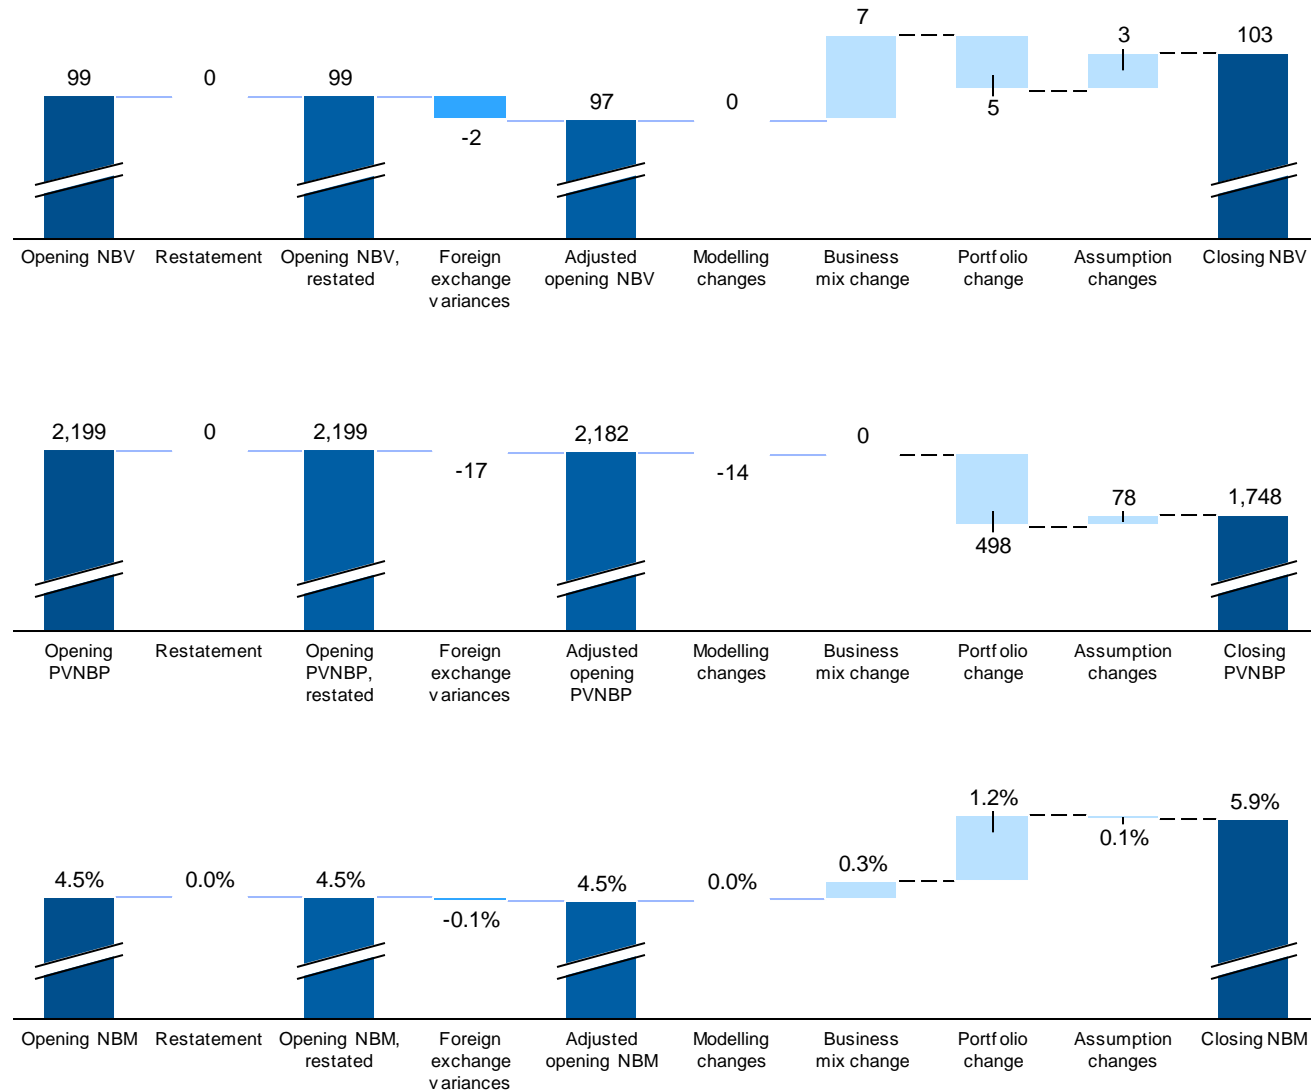 7
3
103
99
0
99
97
0
5
-2
Opening NBV
Restatement
Opening NBV,
restated
Foreign
exchange
variances
Adjusted
opening NBV
Modelling
changes
Business
mix change
Portfolio
change
Assumption
changes
Closing NBV
2,199
0
2,199
-17
2,182
-14
0
498
78
1,748
Opening
PVNBP
Restatement
Opening
PVNBP,
restated
Foreign
exchange
variances
Adjusted
opening
PVNBP
Modelling
changes
Business
mix change
Portfolio
change
Assumption
changes
Closing
PVNBP
4.5%
0.0%
4.5%
-0.1%
4.5%
0.0%
0.3%
1.2%
0.1%
5.9%
Opening NBM
Restatement
Opening NBM,
restated
Foreign
exchange
variances
Adjusted
opening NBM
Modelling
changes
Business
mix change
Portfolio
change
Assumption
changes
Closing NBM